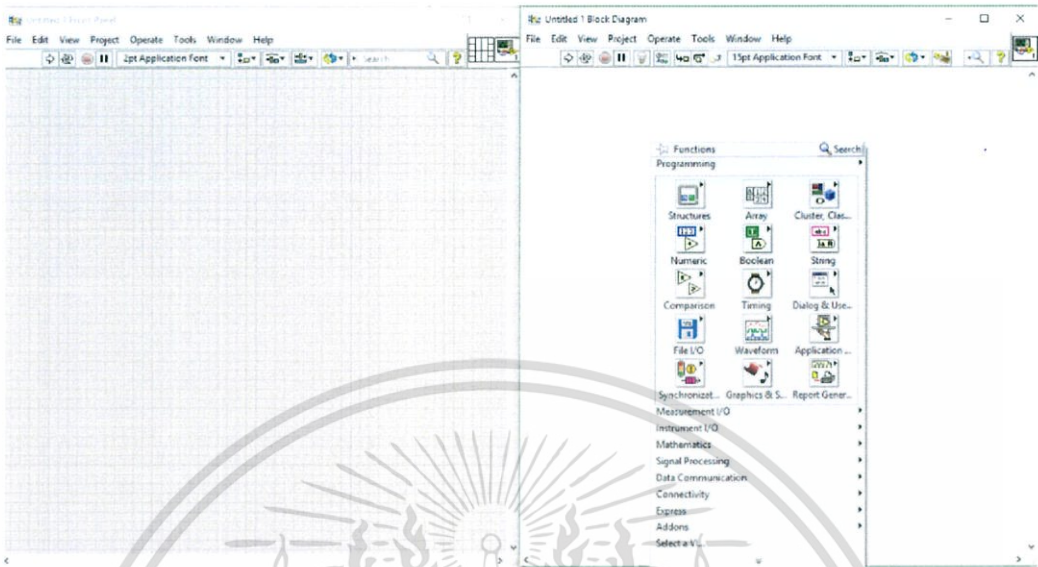 Untitled 1 Front Panel
File Edit View Project Operate Tools Window Help
2pt Application Font Search
Untitled 1 Block Diagram
File Edit View Project Operate Tools Window Help
15pt Application Font
Functions Search
Programming
Structures Array Cluster, Clas...
Numeric Boolean String
Comparison Timing Dialog & Use...
File I/O Waveform Application ...
Synchronizat... Graphics & S... Report Gener...
Measurement I/O
Instrument I/O
Mathematics
Signal Processing
Data Communication
Connectivity
Express
Addons
Select a VI...